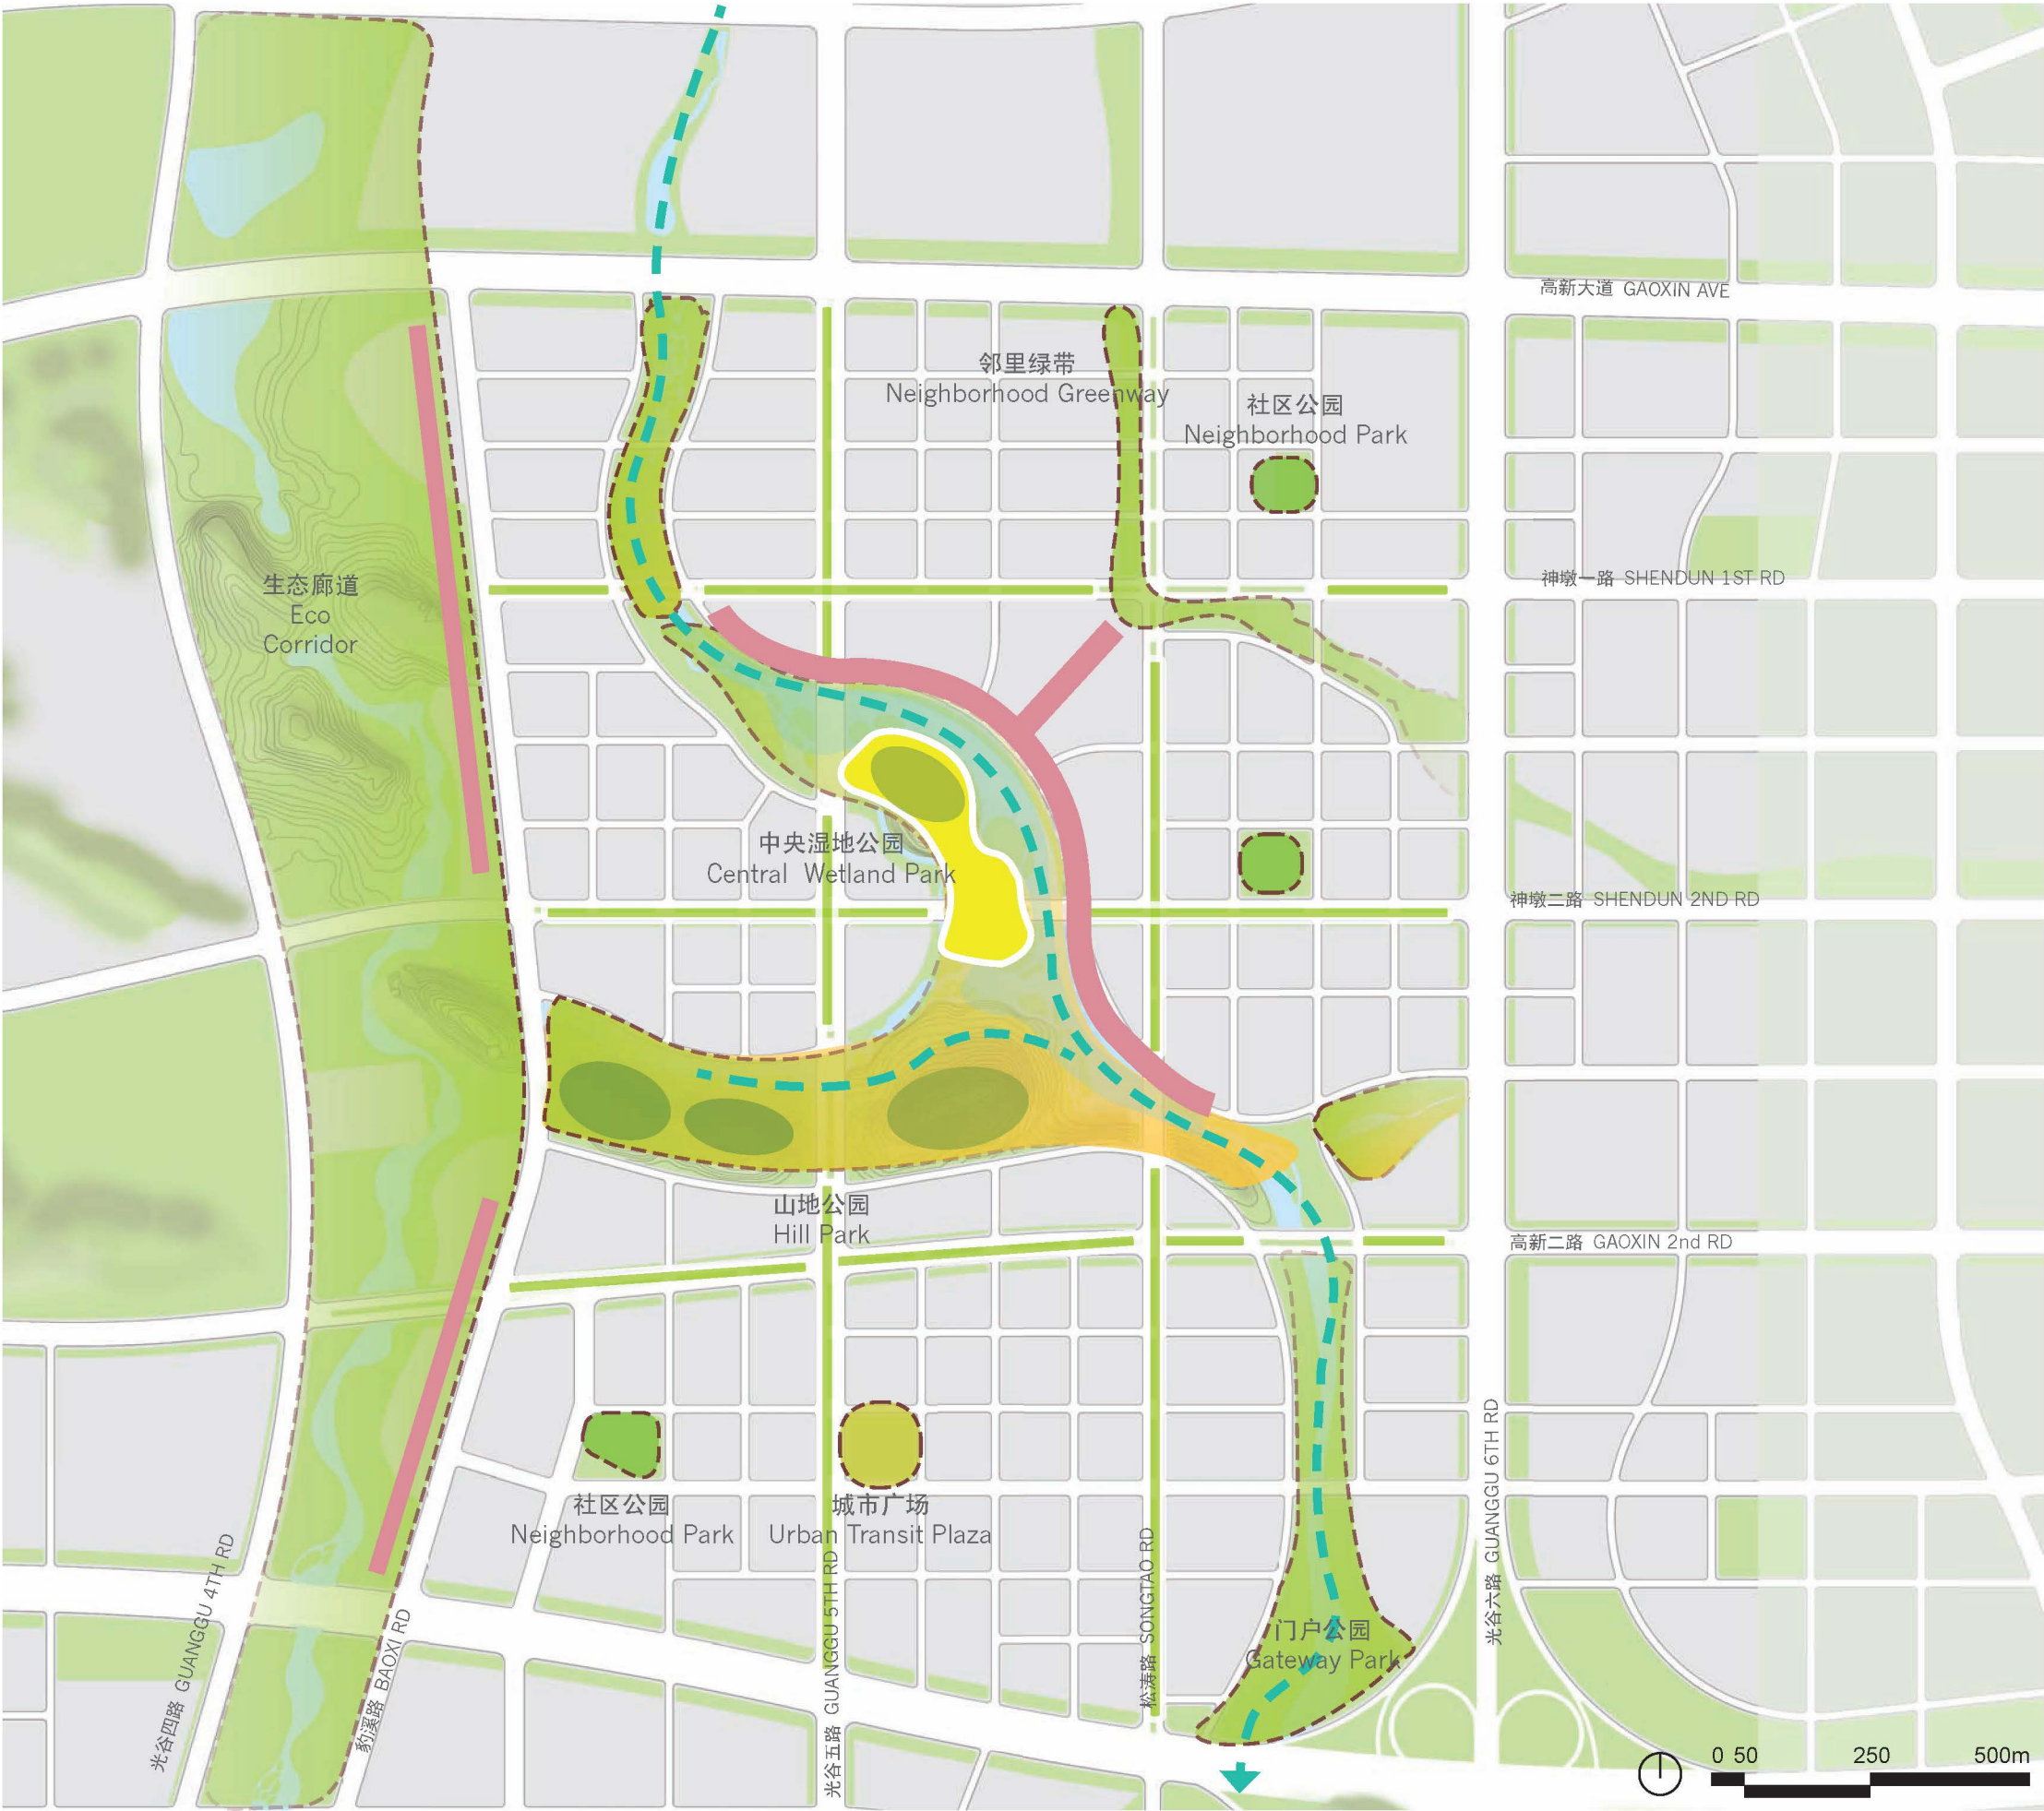 高新大道 GAOXIN AVE
邻里绿带
Neighborhood Greenway
社区公园
Neighborhood Park
神墩一路 SHENDUN 1ST RD
生态廊道
Eco
Corridor
中央湿地公园
Central Wetland Park
神墩二路 SHENDUN 2ND RD
山地公园
Hill Park
高新二路 GAOXIN 2nd RD
社区公园
Neighborhood Park
城市广场
Urban Transit Plaza
光谷四路 GUANGGU 4TH RD
豹溪路 BAOXI RD
光谷五路 GUANGGU 5TH RD
松涛路 SONGTAO RD
光谷六路 GUANGGU 6TH RD
门户公园
Gateway Park
0 50 250 500m